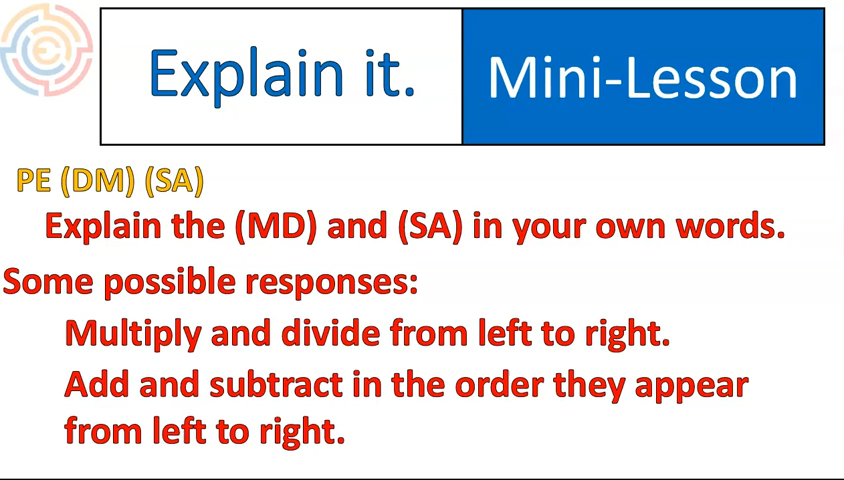 Explain it.
Mini-Lesson
PE (DM) (SA)
Explain the (MD) and (SA) in your own words.
Some possible responses:
Multiply and divide from left to right.
Add and subtract in the order they appear
from left to right.